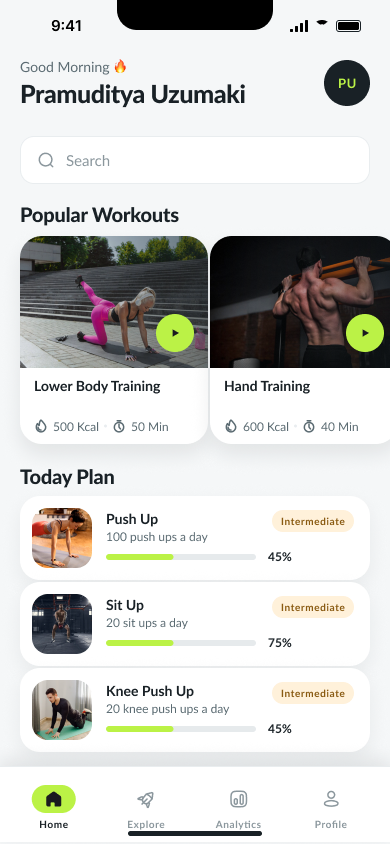 9:41
Good Morning 🔥
Pramuditya Uzumaki
PU
Search
Popular Workouts
Lower Body Training
500 Kcal
50 Min
Hand Training
600 Kcal
40 Min
Today Plan
Push Up
Intermediate
100 push ups a day
45%
Sit Up
Intermediate
20 sit ups a day
75%
Knee Push Up
Intermediate
20 knee push ups a day
45%
Home
Explore
Analytics
Profile